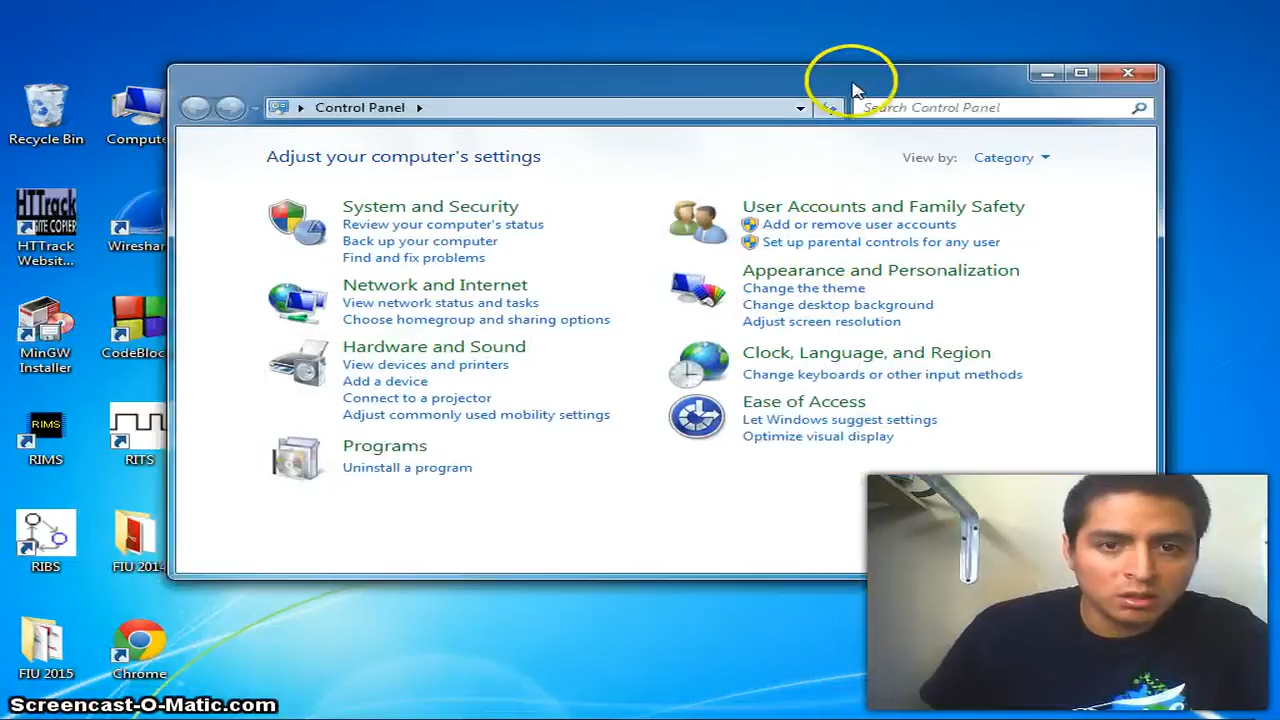 Control Panel
Search Control Panel
Adjust your computer's settings
View by: Category
System and Security
Review your computer's status
Back up your computer
Find and fix problems
Network and Internet
View network status and tasks
Choose homegroup and sharing options
Hardware and Sound
View devices and printers
Add a device
Connect to a projector
Adjust commonly used mobility settings
Programs
Uninstall a program
User Accounts and Family Safety
Add or remove user accounts
Set up parental controls for any user
Appearance and Personalization
Change the theme
Change desktop background
Adjust screen resolution
Clock, Language, and Region
Change keyboards or other input methods
Ease of Access
Let Windows suggest settings
Optimize visual display
Recycle Bin
Compute
HTTrack
SITE COPIER
HTTrack
Websit...
Wireshar
MinGW
Installer
CodeBloc
RIMS
RIMS
RITS
RIBS
FIU 2014
FIU 2015
Chrome
Screencast-O-Matic.com